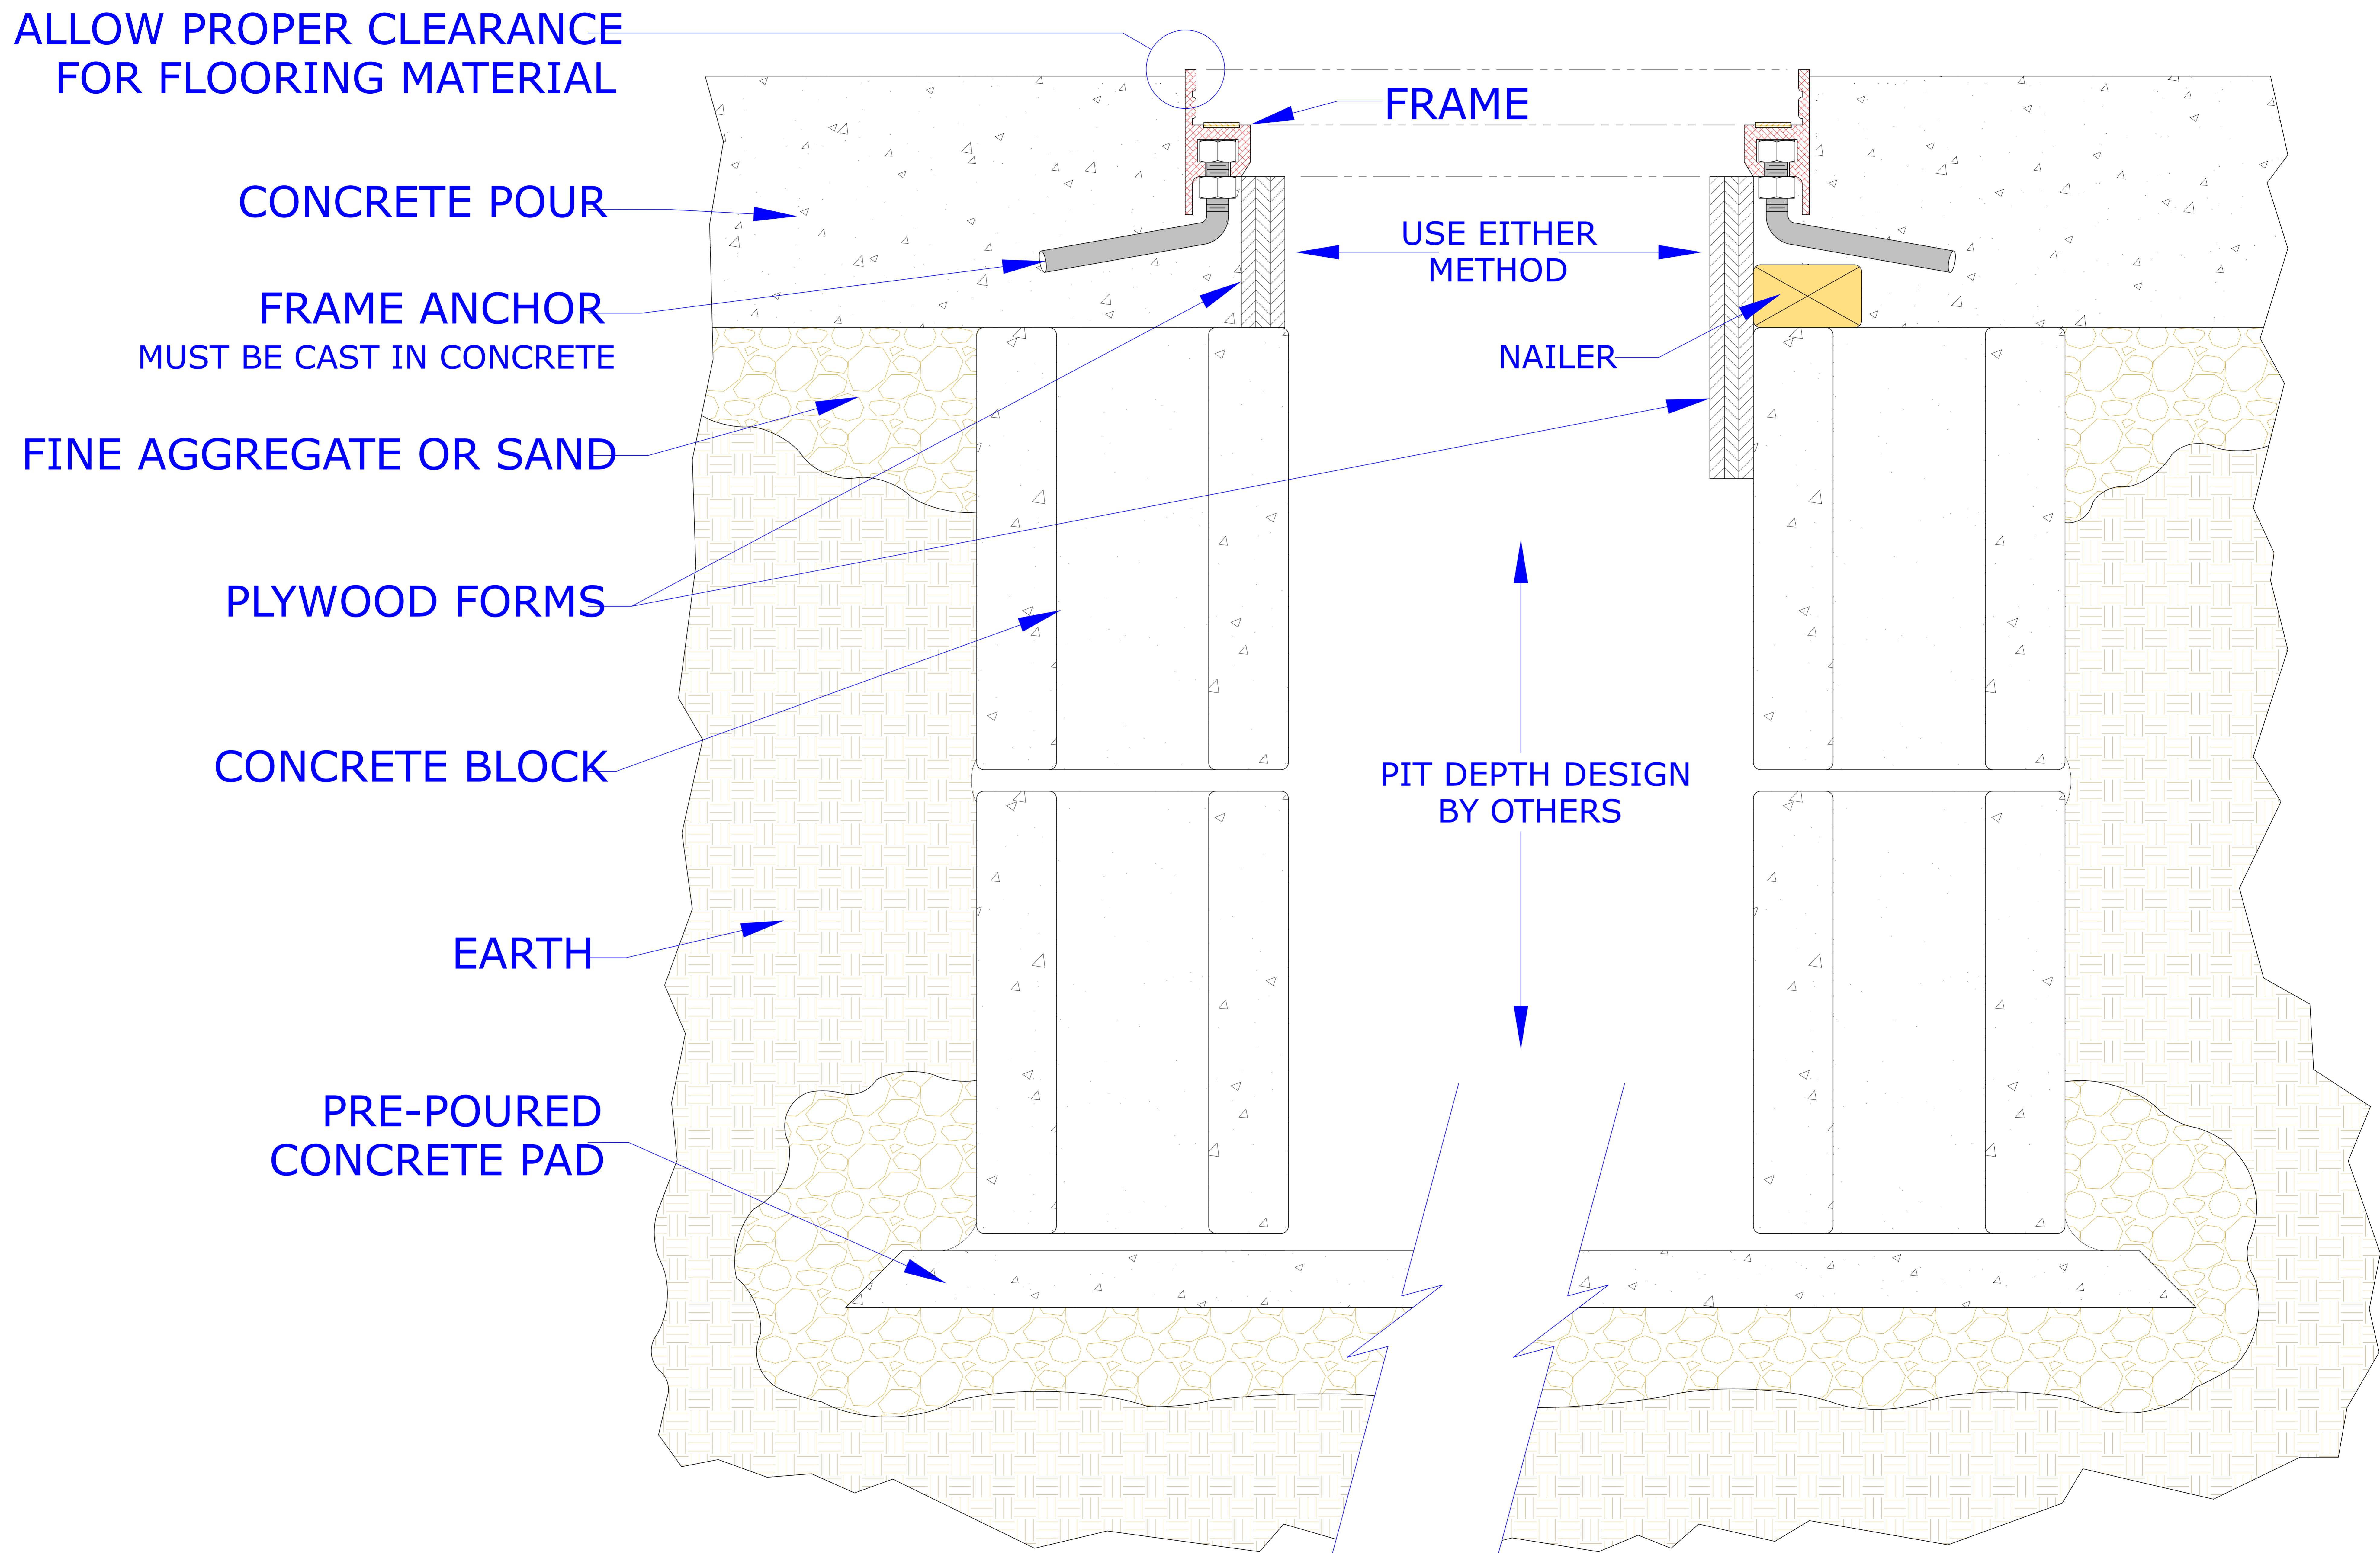 ALLOW PROPER CLEARANCE
FOR FLOORING MATERIAL
FRAME
CONCRETE POUR
USE EITHER
METHOD
FRAME ANCHOR
MUST BE CAST IN CONCRETE
NAILER
FINE AGGREGATE OR SAND
PLYWOOD FORMS
CONCRETE BLOCK
PIT DEPTH DESIGN
BY OTHERS
EARTH
PRE-POURED
CONCRETE PAD